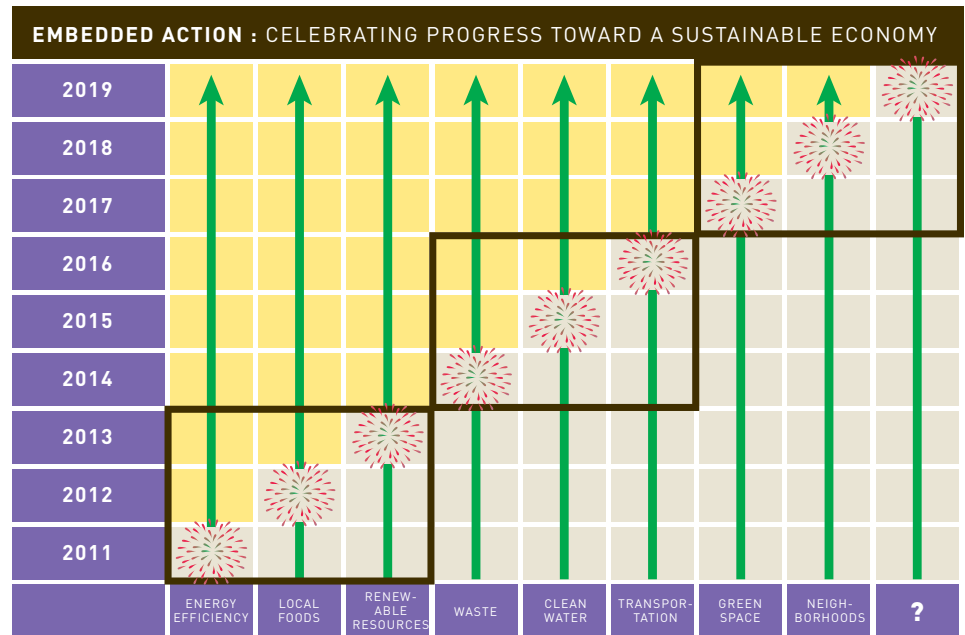 EMBEDDED ACTION : CELEBRATING PROGRESS TOWARD A SUSTAINABLE ECONOMY
2019
2018
2017
2016
2015
2014
2013
2012
2011
ENERGY
EFFICIENCY
LOCAL
FOODS
RENEW-
ABLE
RESOURCES
WASTE
CLEAN
WATER
TRANSPOR-
TATION
GREEN
SPACE
NEIGH-
BORHOODS
?